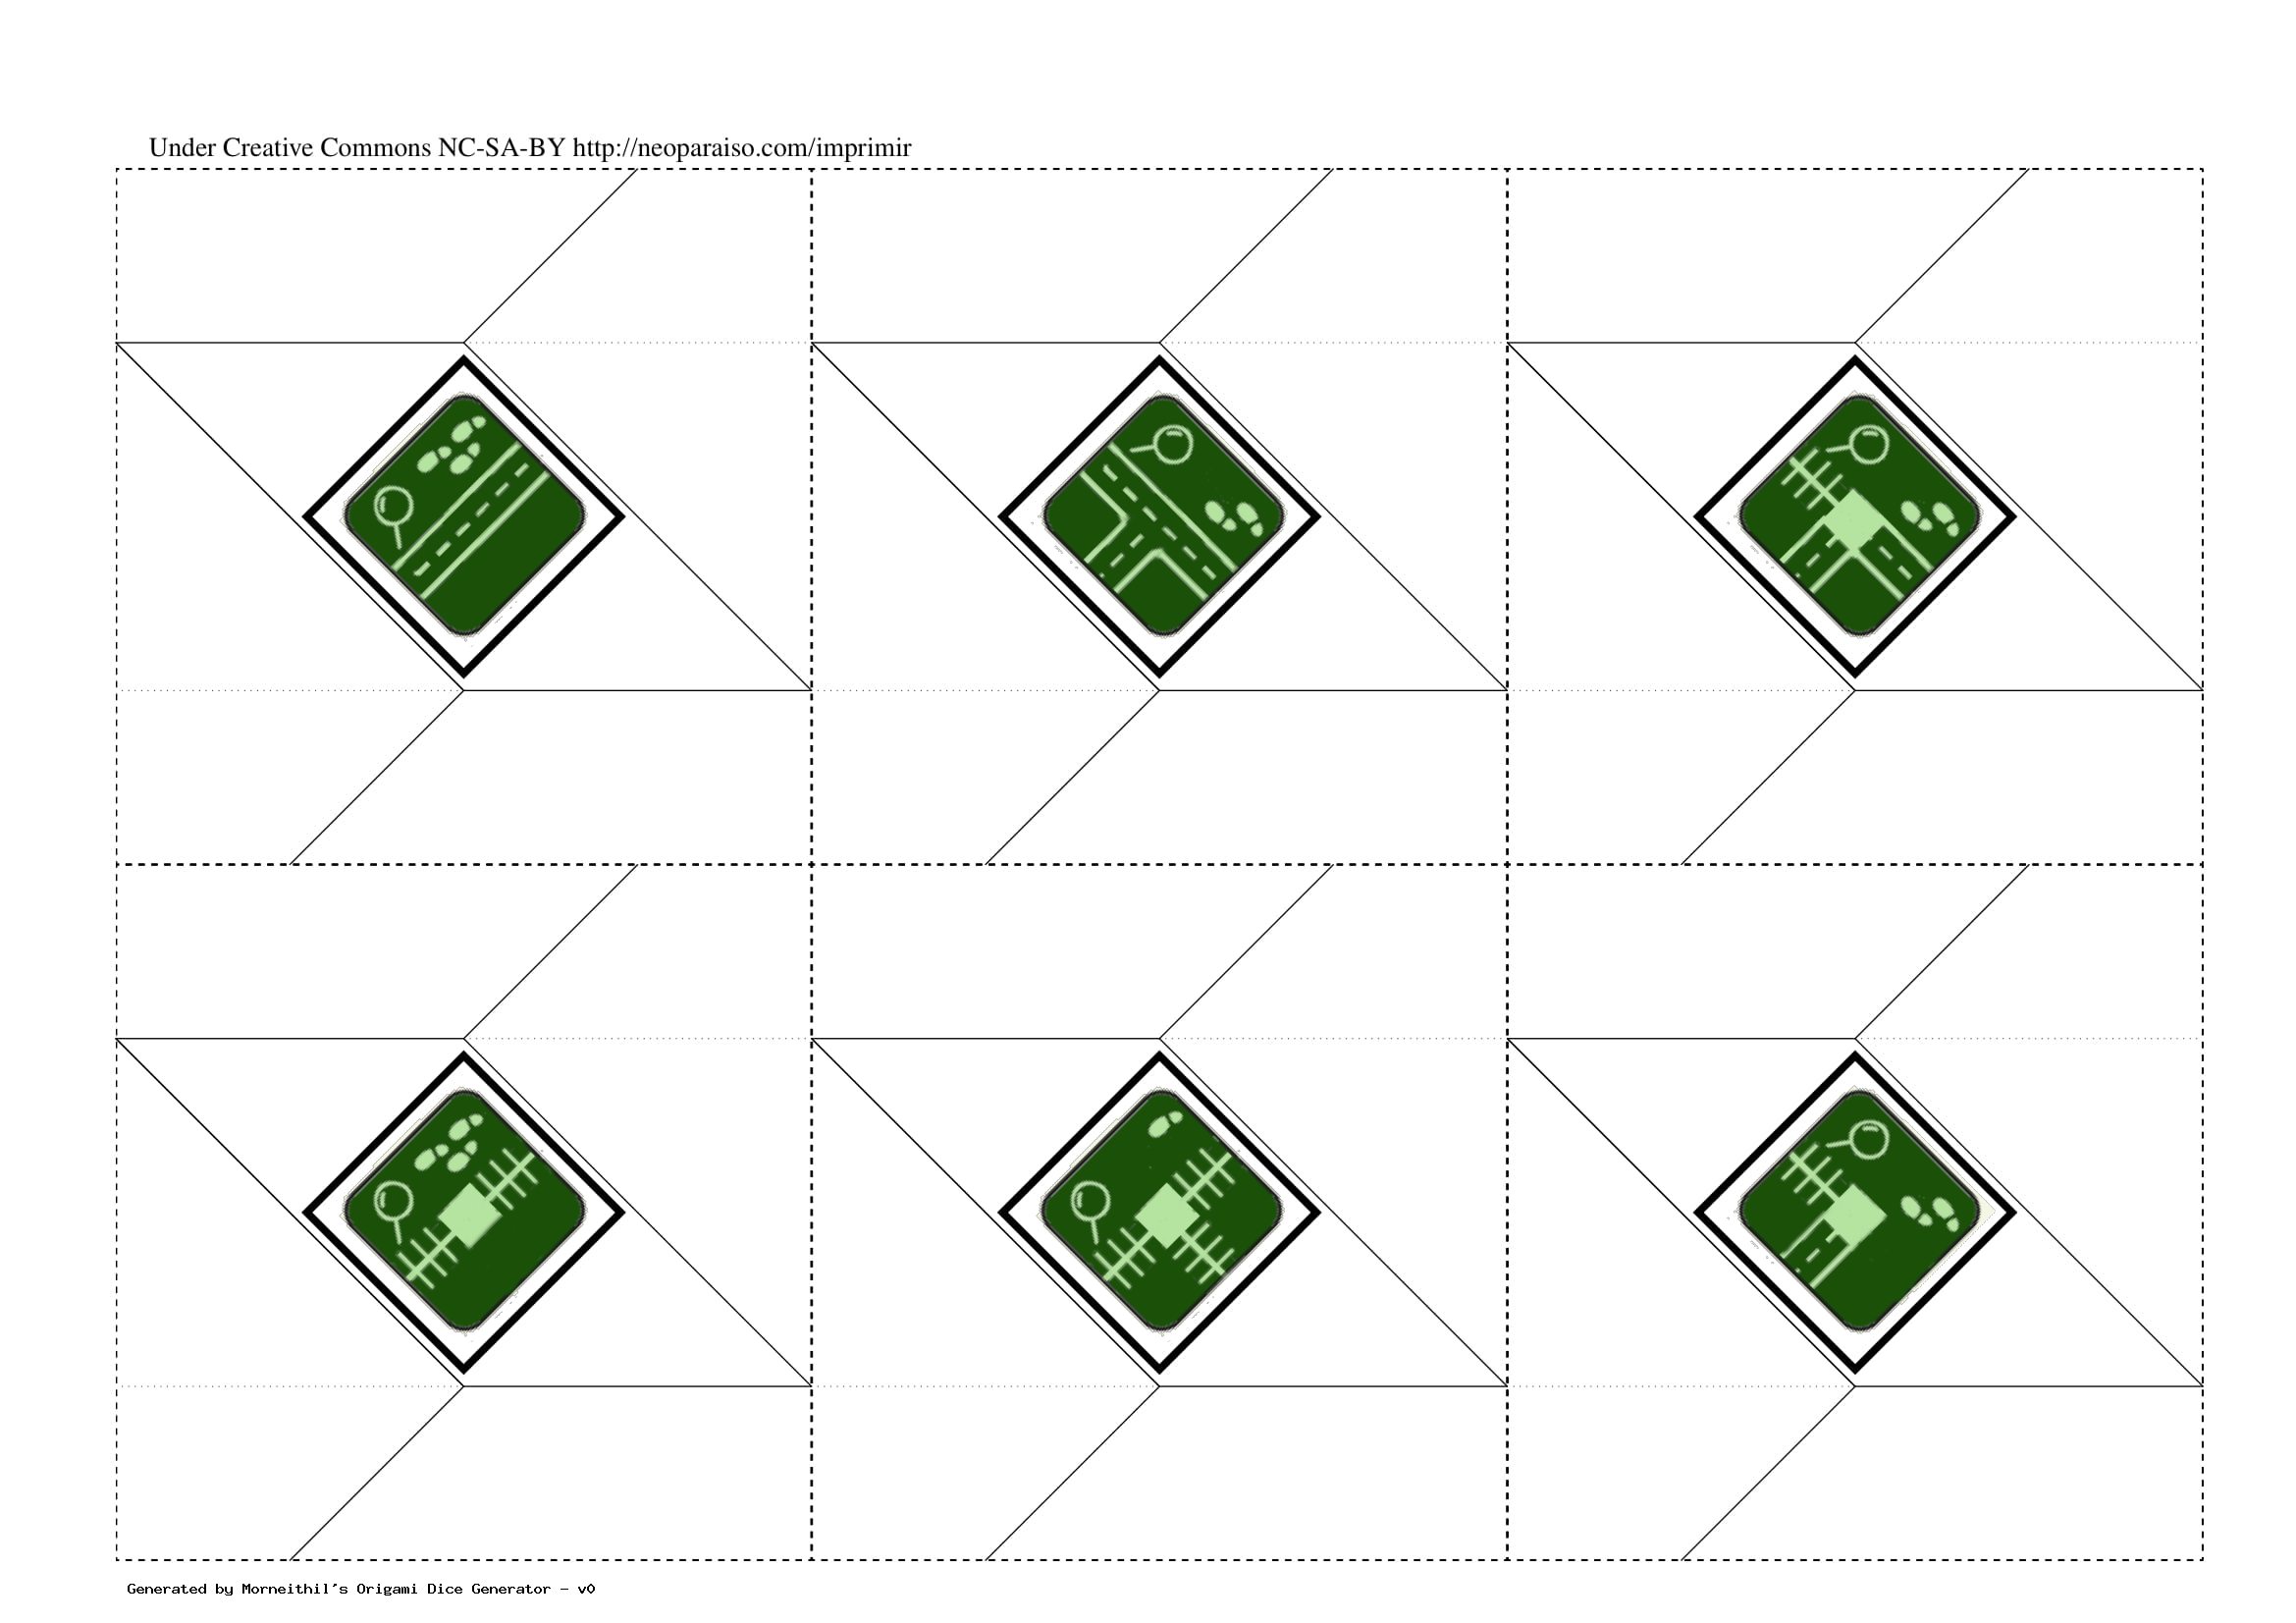 Under Creative Commons NC-SA-BY http://neoparaiso.com/imprimir
Generated by Morneithil's Origami Dice Generator - v0